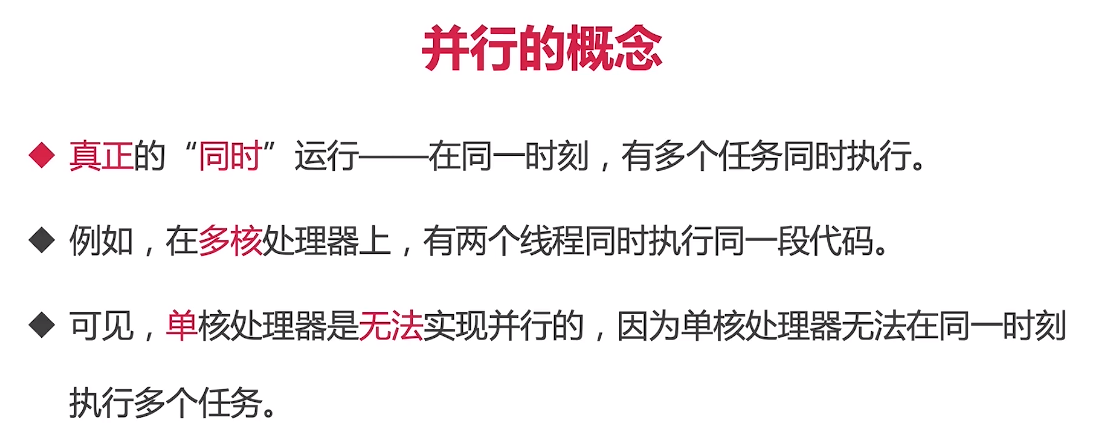 并行的概念
真正的“同时”运行——在同一时刻，有多个任务同时执行。
例如，在多核处理器上，有两个线程同时执行同一段代码。
可见，单核处理器是无法实现并行的，因为单核处理器无法在同一时刻
执行多个任务。